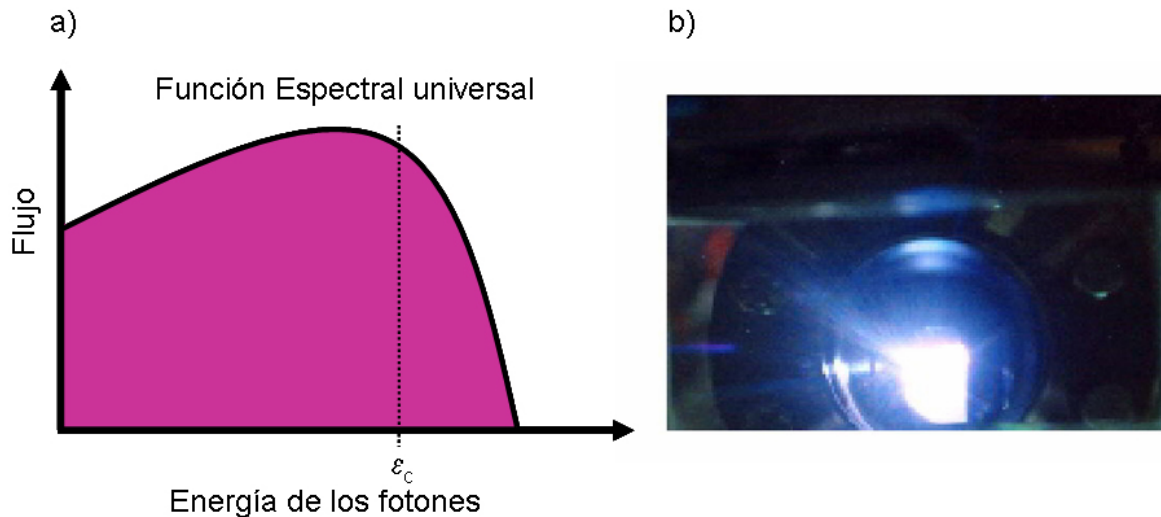 a)
b)
Función Espectral universal
Flujo
εc
Energía de los fotones